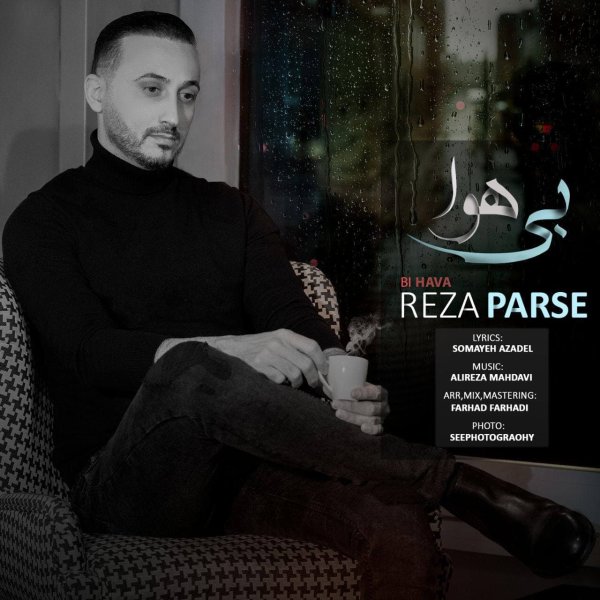 بی هوا
BI HAVA
REZA PARSE
LYRICS:
SOMAYEH AZADEL
MUSIC:
ALIREZA MAHDAVI
ARR,MIX,MASTERING:
FARHAD FARHADI
PHOTO:
SEEPHOTOGRAOHY